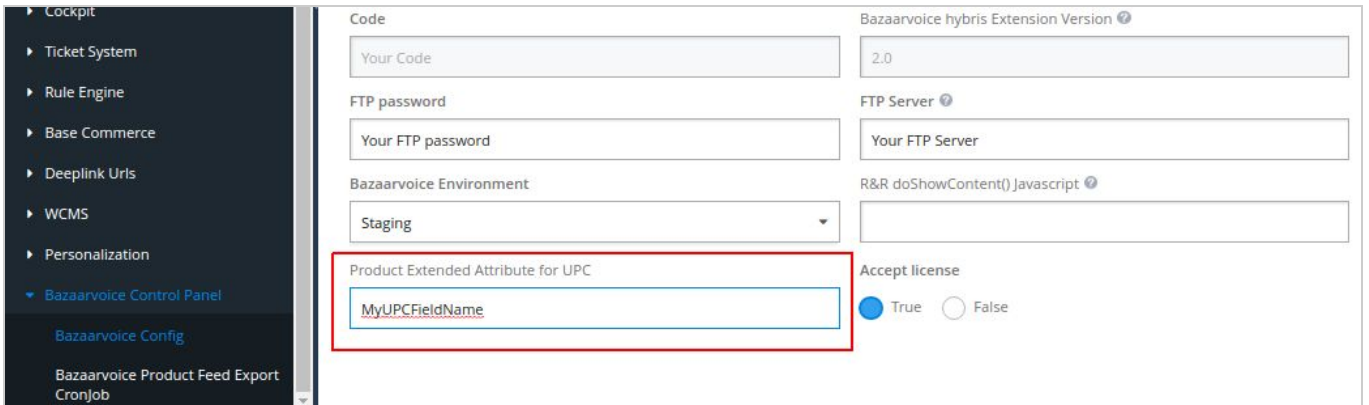 Cockpit
Ticket System
Rule Engine
Base Commerce
Deeplink Urls
WCMS
Personalization
Bazaarvoice Control Panel
Bazaarvoice Config
Bazaarvoice Product Feed Export
CronJob
Code
Your Code
Bazaarvoice hybris Extension Version
2.0
FTP password
Your FTP password
FTP Server
Your FTP Server
Bazaarvoice Environment
Staging
R&R doShowContent() Javascript
Product Extended Attribute for UPC
MyUPCFieldName
Accept license
True
False